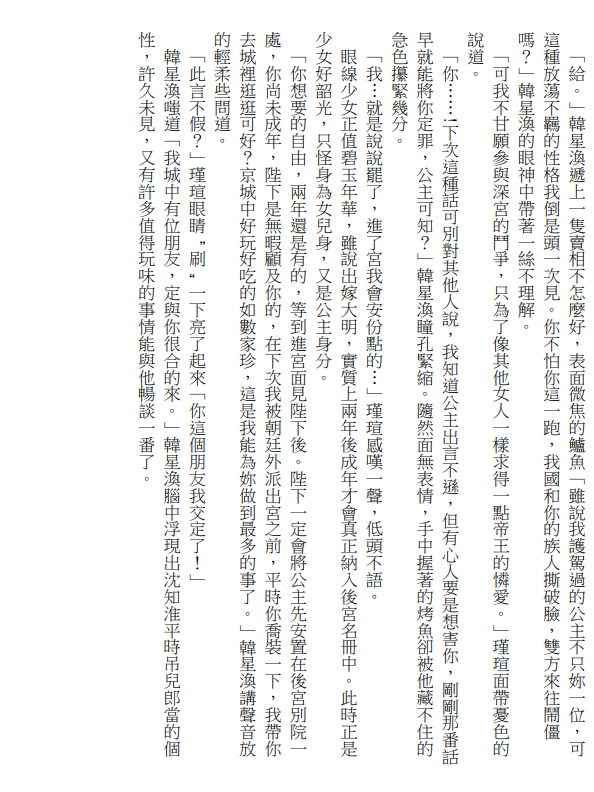 「給。」韓星渙遞上一隻賣相不怎麼好，表面微焦的鱸魚「雖說我護駕過的公主不只妳一位，可
這種放蕩不羈的性格我倒是頭一次見。你不怕你這一跑，我國和你的族人撕破臉，雙方來往鬧僵
嗎？」韓星渙的眼神中帶著一絲不理解。
「可我不甘願參與深宮的鬥爭，只為了像其他女人一樣求得一點帝王的憐愛。」瑾瑄面帶憂色的
說道。
「你……!下次這種話可別對其他人說，我知道公主出言不遜，但有心人要是想害你，剛剛那番話
早就能將你定罪，公主可知？」韓星渙瞳孔緊縮。隨然面無表情，手中握著的烤魚卻被他藏不住的
急色攥緊幾分。
「我…就是說說罷了，進了宮我會安份點的…」瑾瑄感嘆一聲，低頭不語。
眼線少女正值碧玉年華，雖說出嫁大明，實質上兩年後成年才會真正納入後宮名冊中。此時正是
少女好韶光，只怪身為女兒身，又是公主身分。
「你想要的自由，兩年還是有的，等到進宮面見陛下後。陛下一定會將公主先安置在後宮別院一
處，你尚未成年，陛下是無暇顧及你的，在下次我被朝廷外派出宮之前，平時你喬裝一下，我帶你
去城裡逛逛可好？京城中好玩好吃的如數家珍，這是我能為妳做到最多的事了。」韓星渙講聲音放
的輕柔些問道。
「此言不假？」瑾瑄眼睛〞刷〝一下亮了起來「你這個朋友我交定了！」
韓星渙嗤道「我城中有位朋友，定與你很合的來。」韓星渙腦中浮現出沈知淮平時吊兒郎當的個
性，許久未見，又有許多值得玩味的事情能與他暢談一番了。